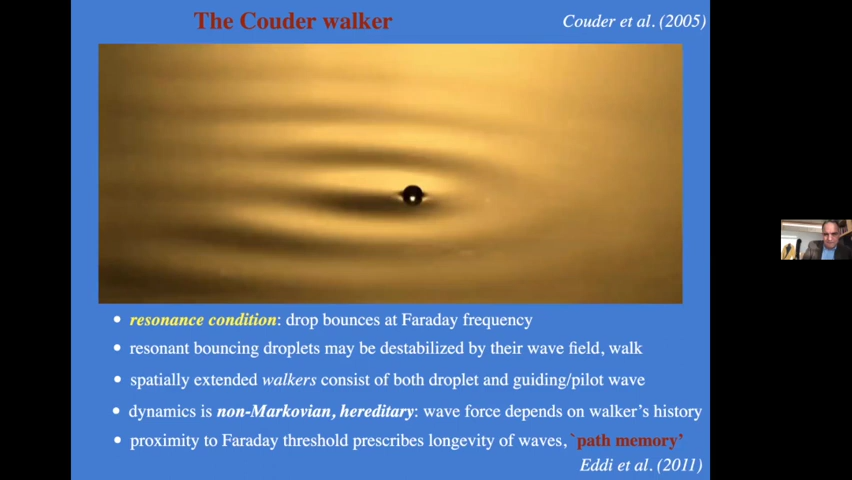 The Couder walker
Couder et al. (2005)
• resonance condition: drop bounces at Faraday frequency
• resonant bouncing droplets may be destabilized by their wave field, walk
• spatially extended walkers consist of both droplet and guiding/pilot wave
• dynamics is non-Markovian, hereditary: wave force depends on walker's history
• proximity to Faraday threshold prescribes longevity of waves, `path memory'
Eddi et al. (2011)